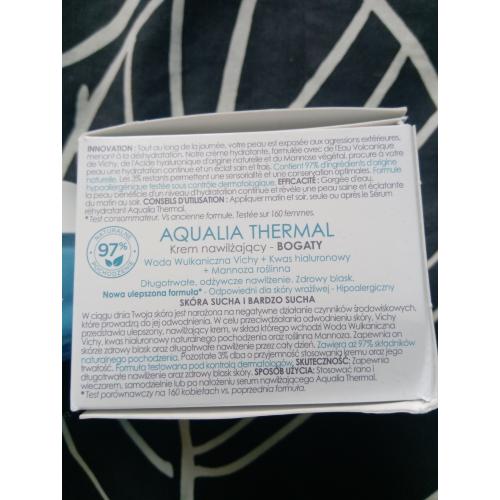 INNOVATION : Tout au long de la journée, votre peau est exposée aux agressions extérieures,
menant à la déshydratation. Notre crème hydratante, formulée avec de l'Eau Volcanique
de Vichy, de l'Acide hyaluronique d'origine naturelle et du Mannose végétal, procure à votre
peau une hydratation continue et un éclat sain et frais. Contient 97% d'ingrédients d'origine
naturelle. Les 3% restants permettent une sensorialité et une conservation optimales. Formule
hypoallergénique testée sous contrôle dermatologique. EFFICACITÉ : Gorgée d'eau,
la peau bénéficie d'un niveau d'hydratation continue et révèle une peau saine et éclatante
du matin au soir. CONSEILS D'UTILISATION : Appliquer matin et soir, seule ou après le Sérum
réhydratant Aqualia Thermal.
*Test consommateur. Vs ancienne formule. Testée sur 160 femmes.
NATURALNE
97%
POCHODZENIE
AQUALIA THERMAL
Krem nawilżający - BOGATY
Woda Wulkaniczna Vichy + Kwas hialuronowy
+ Mannoza roślinna
Długotrwałe, odżywcze nawilżenie. Zdrowy blask.
Nowa ulepszona formuła* - Odpowiedni dla skóry wrażliwej - Hipoalergiczny
SKÓRA SUCHA I BARDZO SUCHA
W ciągu dnia Twoja skóra jest narażona na negatywne działanie czynników środowiskowych,
które prowadzą do jej odwodnienia. W celu przeciwdziałania odwodnieniu skóry, Vichy
przedstawia ulepszony, nawilżający krem, w skład którego wchodzi Woda Wulkaniczna
Vichy, kwas hialuronowy naturalnego pochodzenia oraz roślinna Mannoza. Zapewnia on
skórze zdrowy blask oraz długotrwałe nawilżenie przez cały dzień. Zawiera aż 97% składników
naturalnego pochodzenia. Pozostałe 3% dba o przyjemność stosowania kremu oraz jego
trwałość. Formuła testowana pod kontrolą dermatologów. SKUTECZNOŚĆ: Zapewnia
długotrwałe nawilżenie oraz zdrowy blask skóry. SPOSÓB UŻYCIA: Stosować rano i
wieczorem, samodzielnie lub po nałożeniu serum nawilżającego Aqualia Thermal.
*Test porównawczy na 160 kobietach vs. poprzednia formuła.